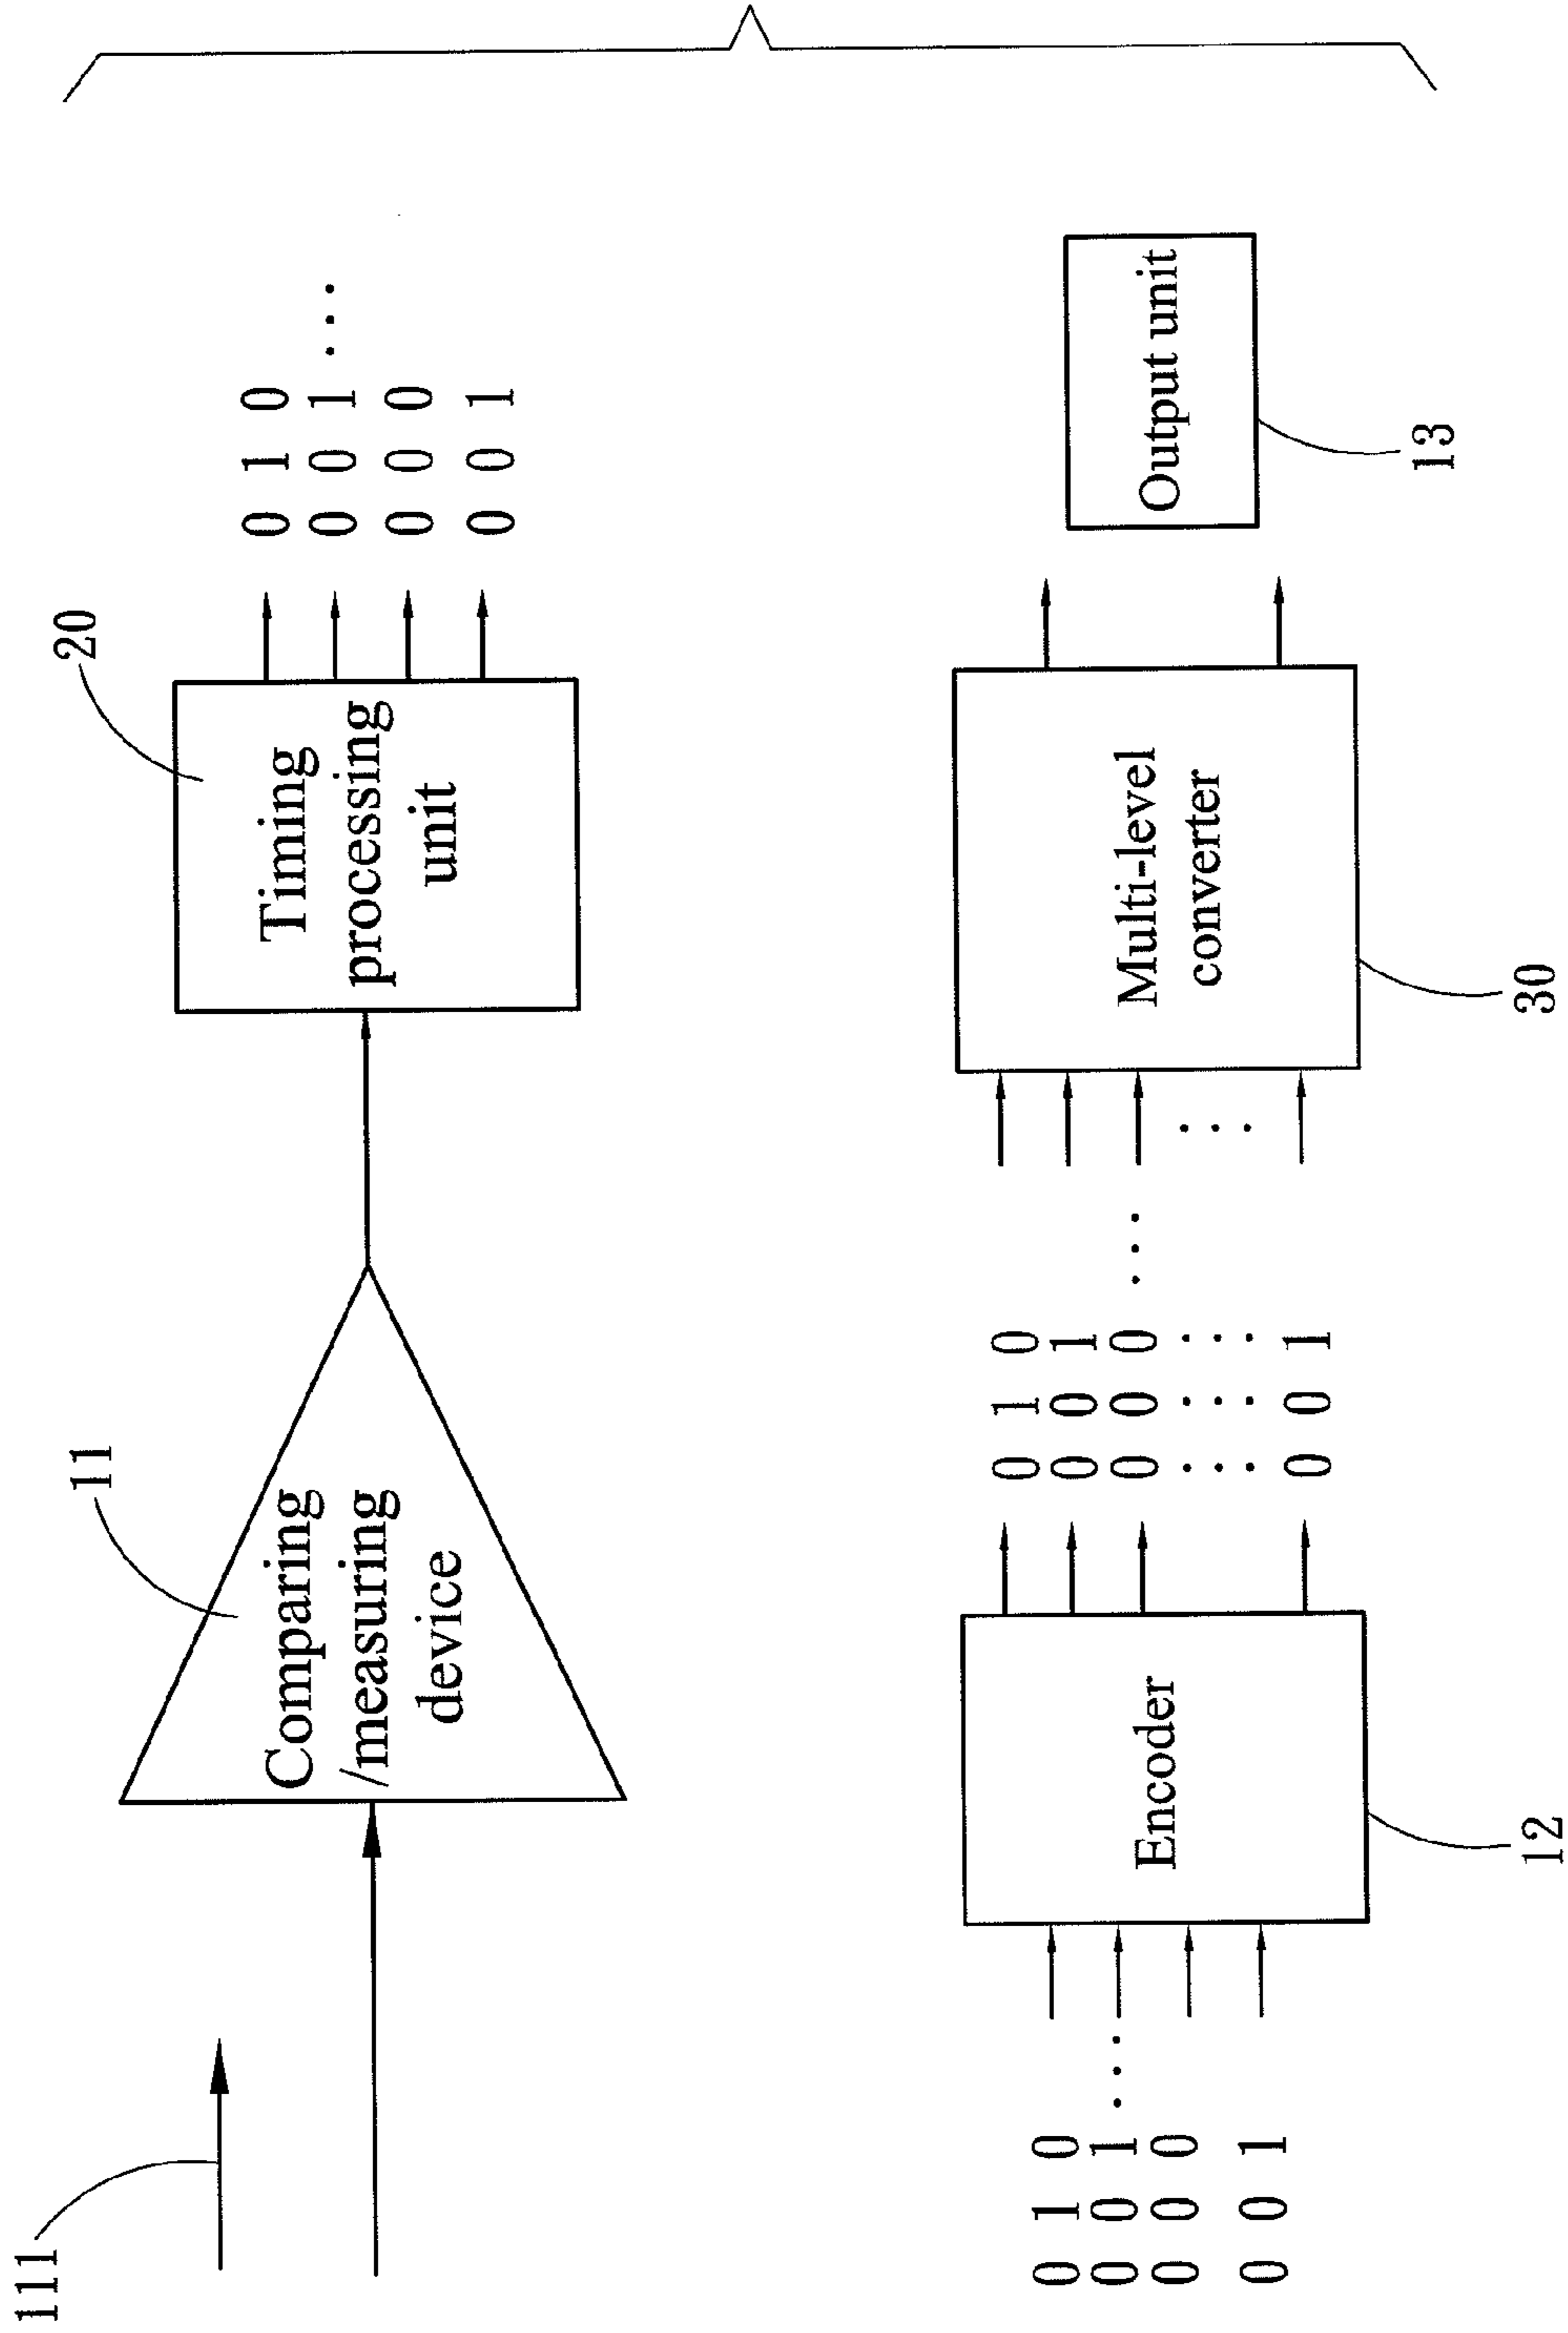 111
11
Comparing
/measuring
device
20
Timing
processing
unit
0 1 0
0 0 1 ...
0 0 0
0 0 1
0 1 0
0 0 1 ...
0 0 0
0 0 1
Encoder
12
0 1 0
0 0 1
0 0 0 ...
. . .
. . .
. . .
0 0 1
...
Multi-level
converter
30
Output unit
13